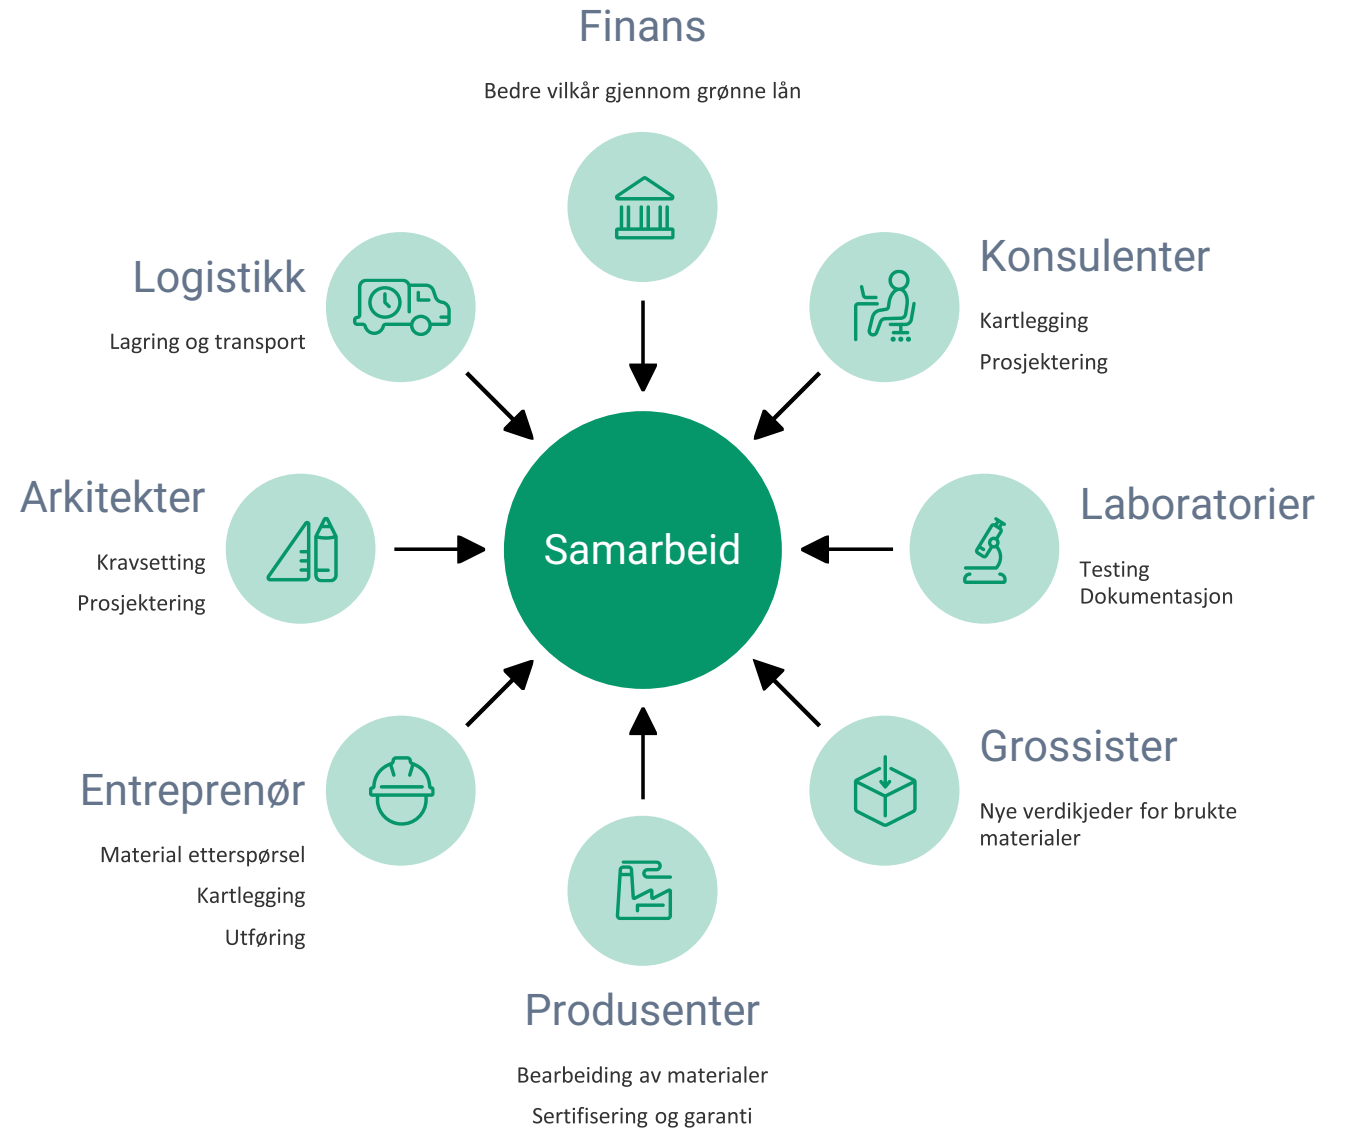 Finans
Bedre vilkår gjennom grønne lån
Logistikk
Lagring og transport
Konsulenter
Kartlegging
Prosjektering
Arkitekter
Kravsetting
Prosjektering
Samarbeid
Laboratorier
Testing
Dokumentasjon
Entreprenør
Material etterspørsel
Kartlegging
Utføring
Grossister
Nye verdikjeder for brukte
materialer
Produsenter
Bearbeiding av materialer
Sertifisering og garanti